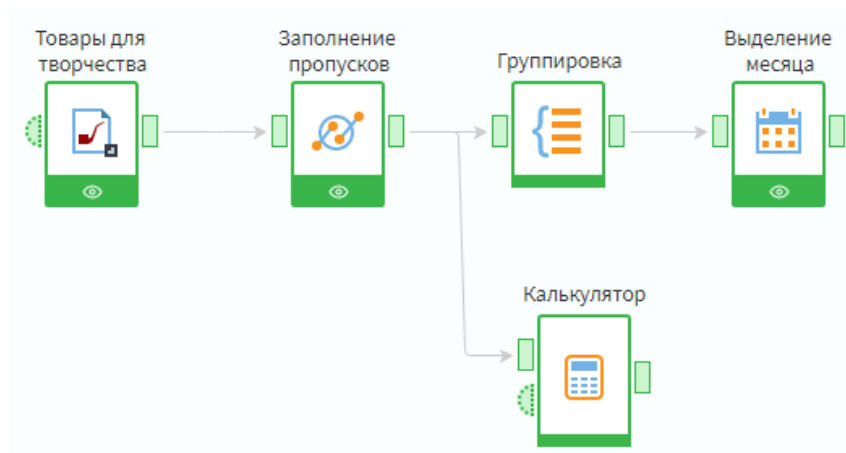 Товары для
творчества
Заполнение
пропусков
Группировка
Выделение
месяца
Калькулятор